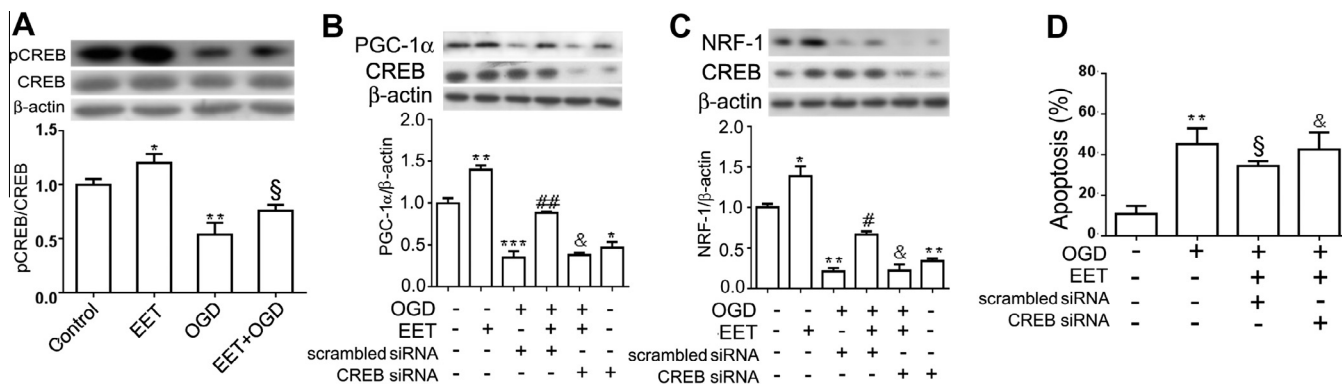 A
pCREB
CREB
β-actin
pCREB/CREB
1.5
1.0
0.5
0.0
*
**
§
Control
EET
OGD
EET+OGD
B
PGC-1α
CREB
β-actin
PGC-1α/β-actin
2.0
1.5
1.0
0.5
0.0
**
***
##
&
*
OGD - - + + + -
EET - + - + + -
scrambled siRNA - - + + - -
CREB siRNA - - - - + +
C
NRF-1
CREB
β-actin
NRF-1/β-actin
2.0
1.5
1.0
0.5
0.0
*
**
#
&
**
OGD - - + + + -
EET - + - + + -
scrambled siRNA - - + + - -
CREB siRNA - - - - + +
D
Apoptosis (%)
80
60
40
20
0
**
§
&
OGD - + + +
EET - - + +
scrambled siRNA - - + -
CREB siRNA - - - +